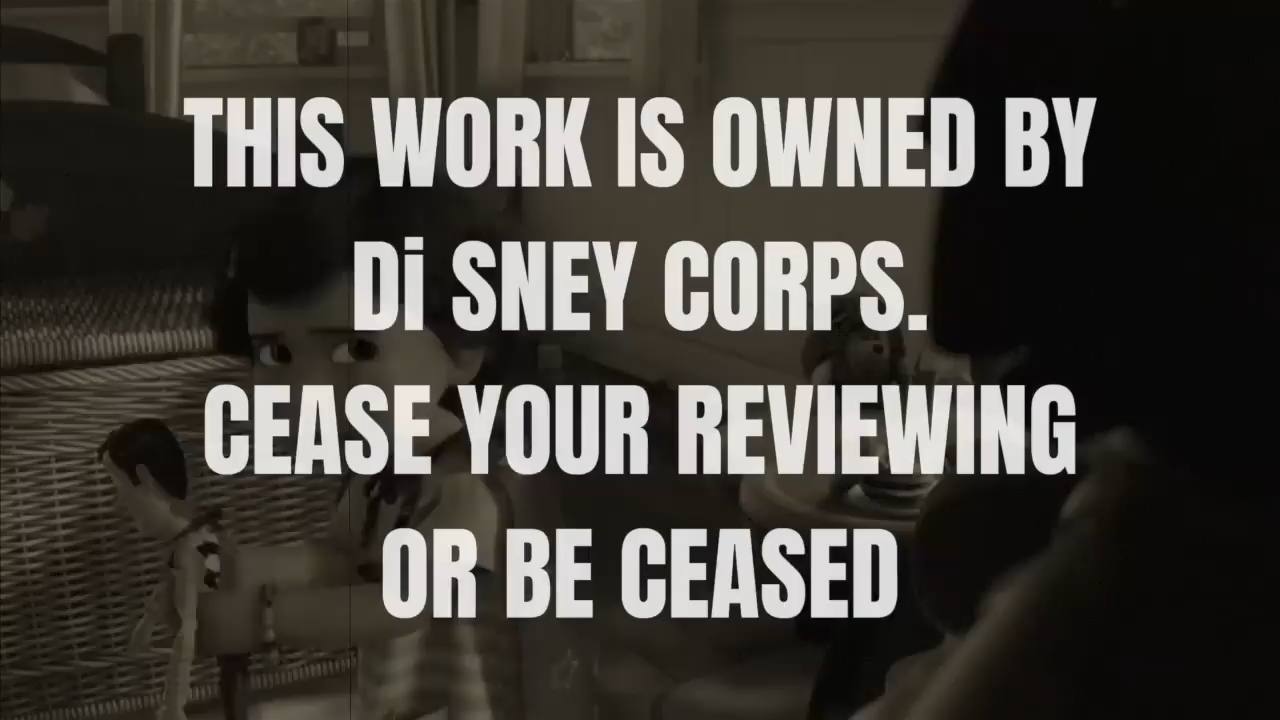 THIS WORK IS OWNED BY
Di SNEY CORPS.
CEASE YOUR REVIEWING
OR BE CEASED